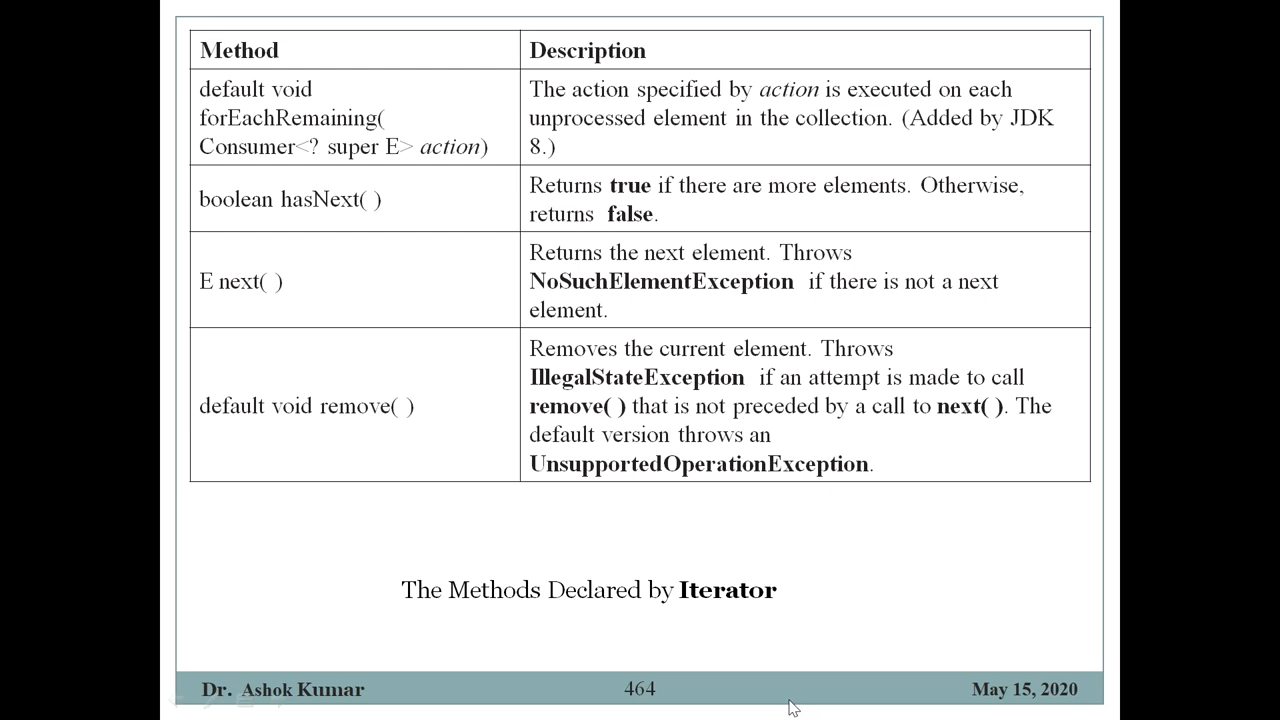 Method
Description
default void
forEachRemaining(
Consumer<? super E> action)
The action specified by action is executed on each
unprocessed element in the collection. (Added by JDK
8.)
boolean hasNext( )
Returns true if there are more elements. Otherwise,
returns false.
E next( )
Returns the next element. Throws
NoSuchElementException if there is not a next
element.
default void remove( )
Removes the current element. Throws
IllegalStateException if an attempt is made to call
remove( ) that is not preceded by a call to next( ). The
default version throws an
UnsupportedOperationException.
The Methods Declared by Iterator
Dr. Ashok Kumar
464
May 15, 2020